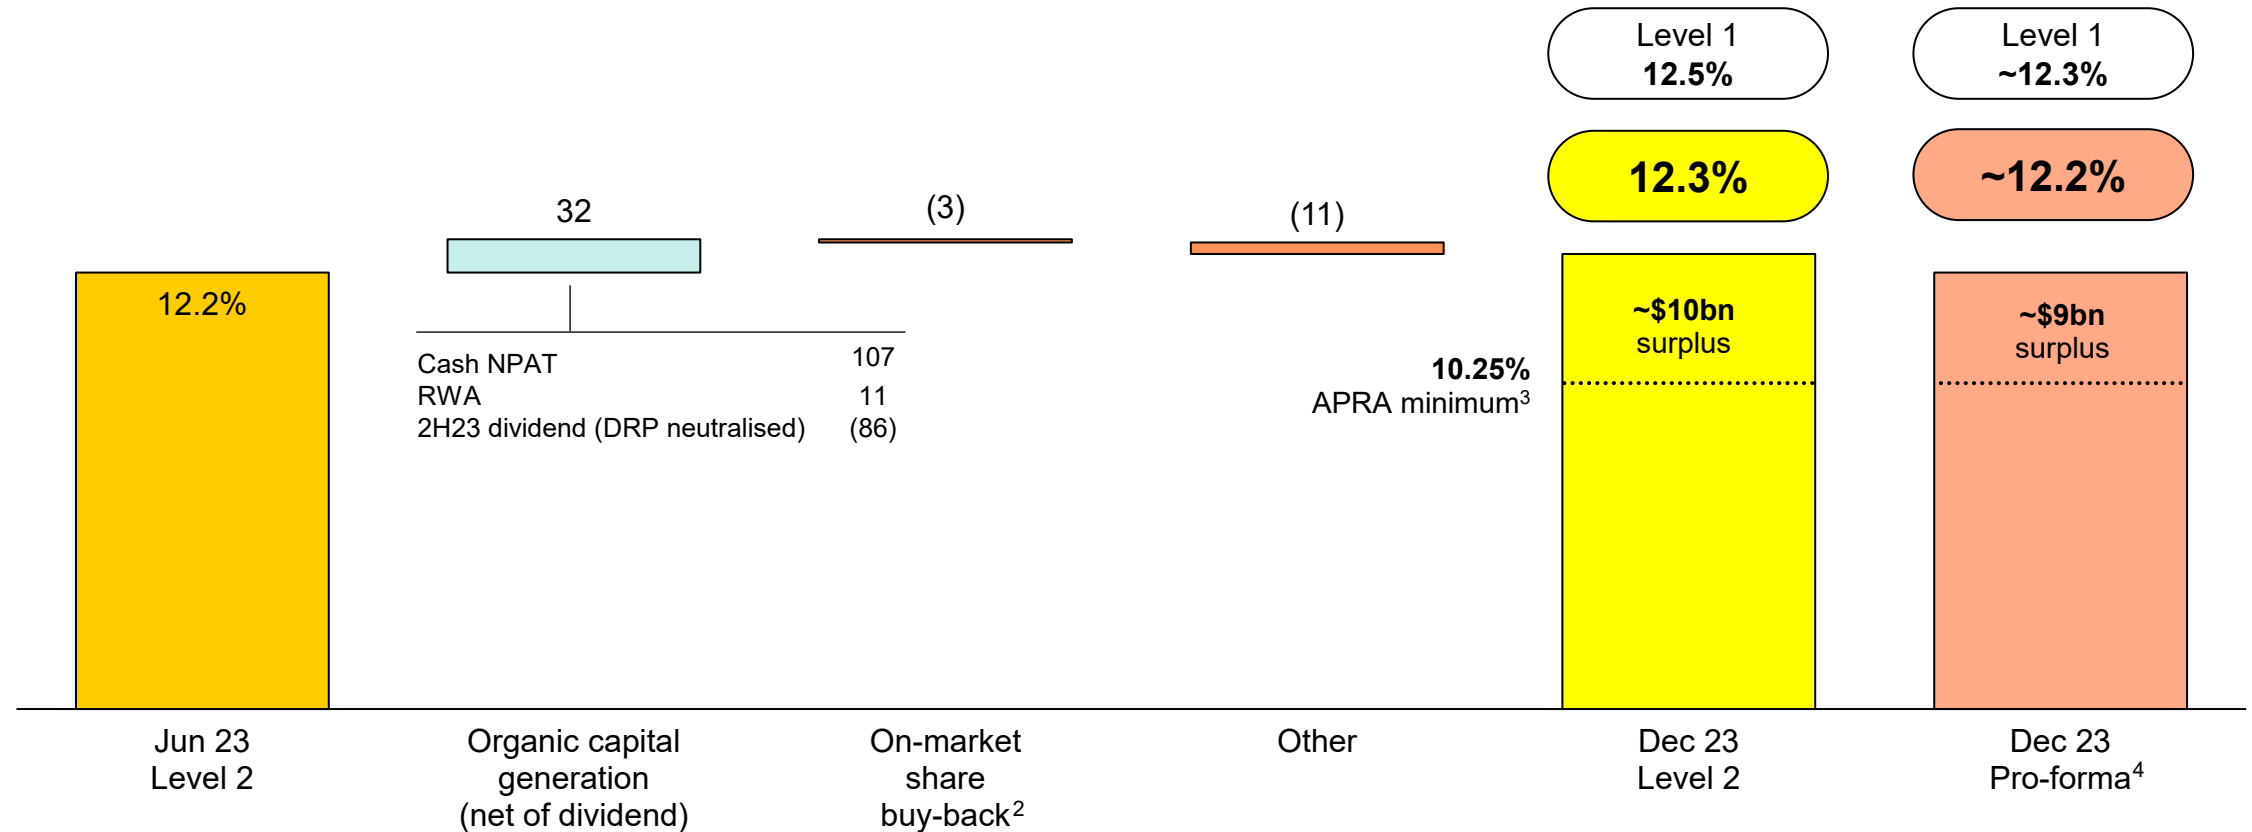 Level 1
12.5%
Level 1
~12.3%
12.3%
~12.2%
32
(3)
(11)
12.2%
~$10bn
surplus
~$9bn
surplus
10.25%
APRA minimum3
Cash NPAT 107
RWA 11
2H23 dividend (DRP neutralised) (86)
Jun 23
Level 2
Organic capital
generation
(net of dividend)
On-market
share
buy-back2
Other
Dec 23
Level 2
Dec 23
Pro-forma4